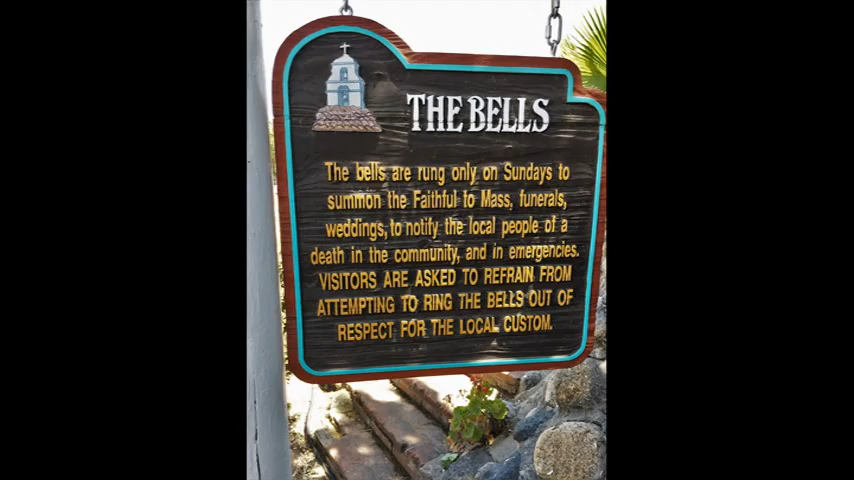 THE BELLS
The bells are rung only on Sundays to
summon the Faithful to Mass, funerals,
weddings, to notify the local people of a
death in the community, and in emergencies.
VISITORS ARE ASKED TO REFRAIN FROM
ATTEMPTING TO RING THE BELLS OUT OF
RESPECT FOR THE LOCAL CUSTOM.